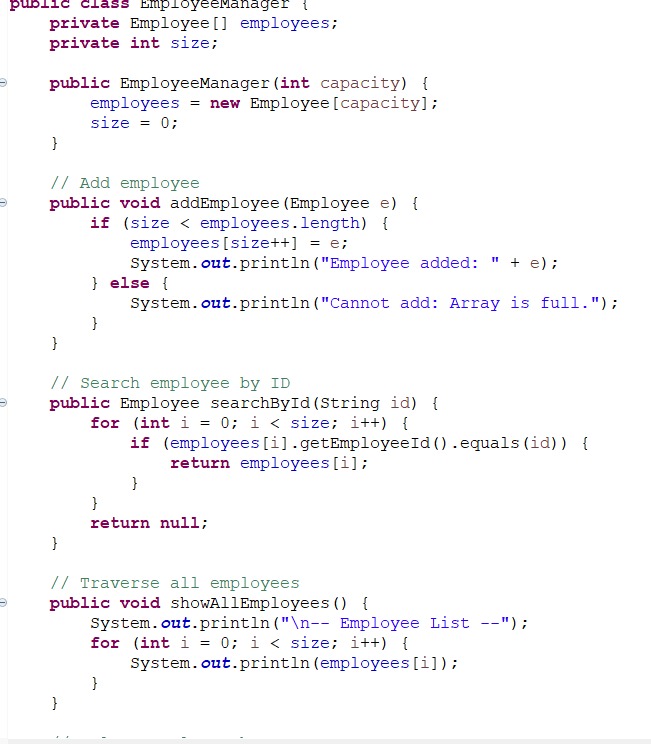 public class EmployeeManager {
    private Employee[] employees;
    private int size;

    public EmployeeManager(int capacity) {
        employees = new Employee[capacity];
        size = 0;
    }

    // Add employee
    public void addEmployee(Employee e) {
        if (size < employees.length) {
            employees[size++] = e;
            System.out.println("Employee added: " + e);
        } else {
            System.out.println("Cannot add: Array is full.");
        }
    }

    // Search employee by ID
    public Employee searchById(String id) {
        for (int i = 0; i < size; i++) {
            if (employees[i].getEmployeeId().equals(id)) {
                return employees[i];
            }
        }
        return null;
    }

    // Traverse all employees
    public void showAllEmployees() {
        System.out.println("\n-- Employee List --");
        for (int i = 0; i < size; i++) {
            System.out.println(employees[i]);
        }
    }